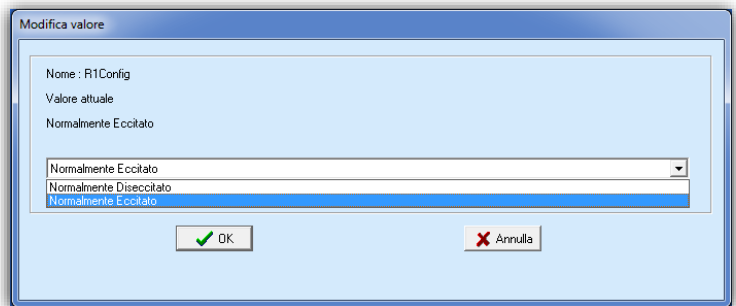 Modifica valore
Nome : R1Config
Valore attuale
Normalmente Eccitato
Normalmente Eccitato
Normalmente Diseccitato
Normalmente Eccitato
OK
Annulla